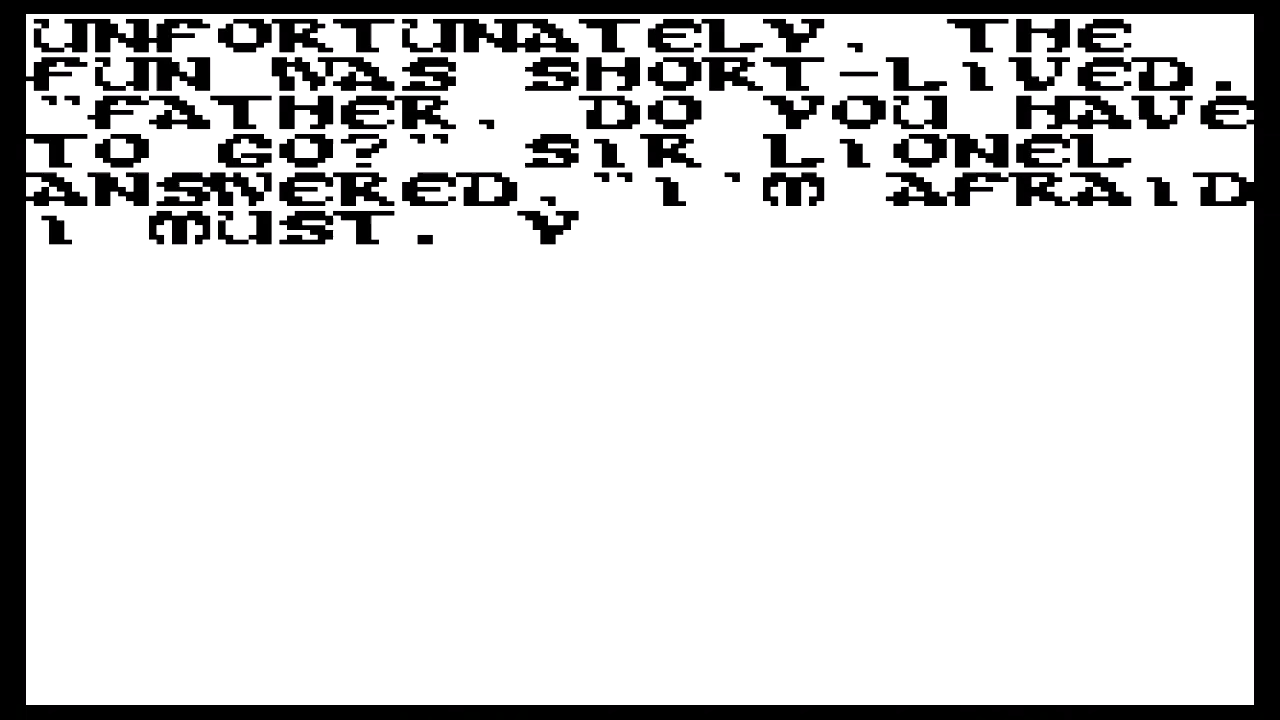 UNFORTUNATELY, THE
FUN WAS SHORT-LIVED.
"FATHER, DO YOU HAVE
TO GO?" SIR LIONEL
ANSWERED, "I'M AFRAID
I MUST. Y